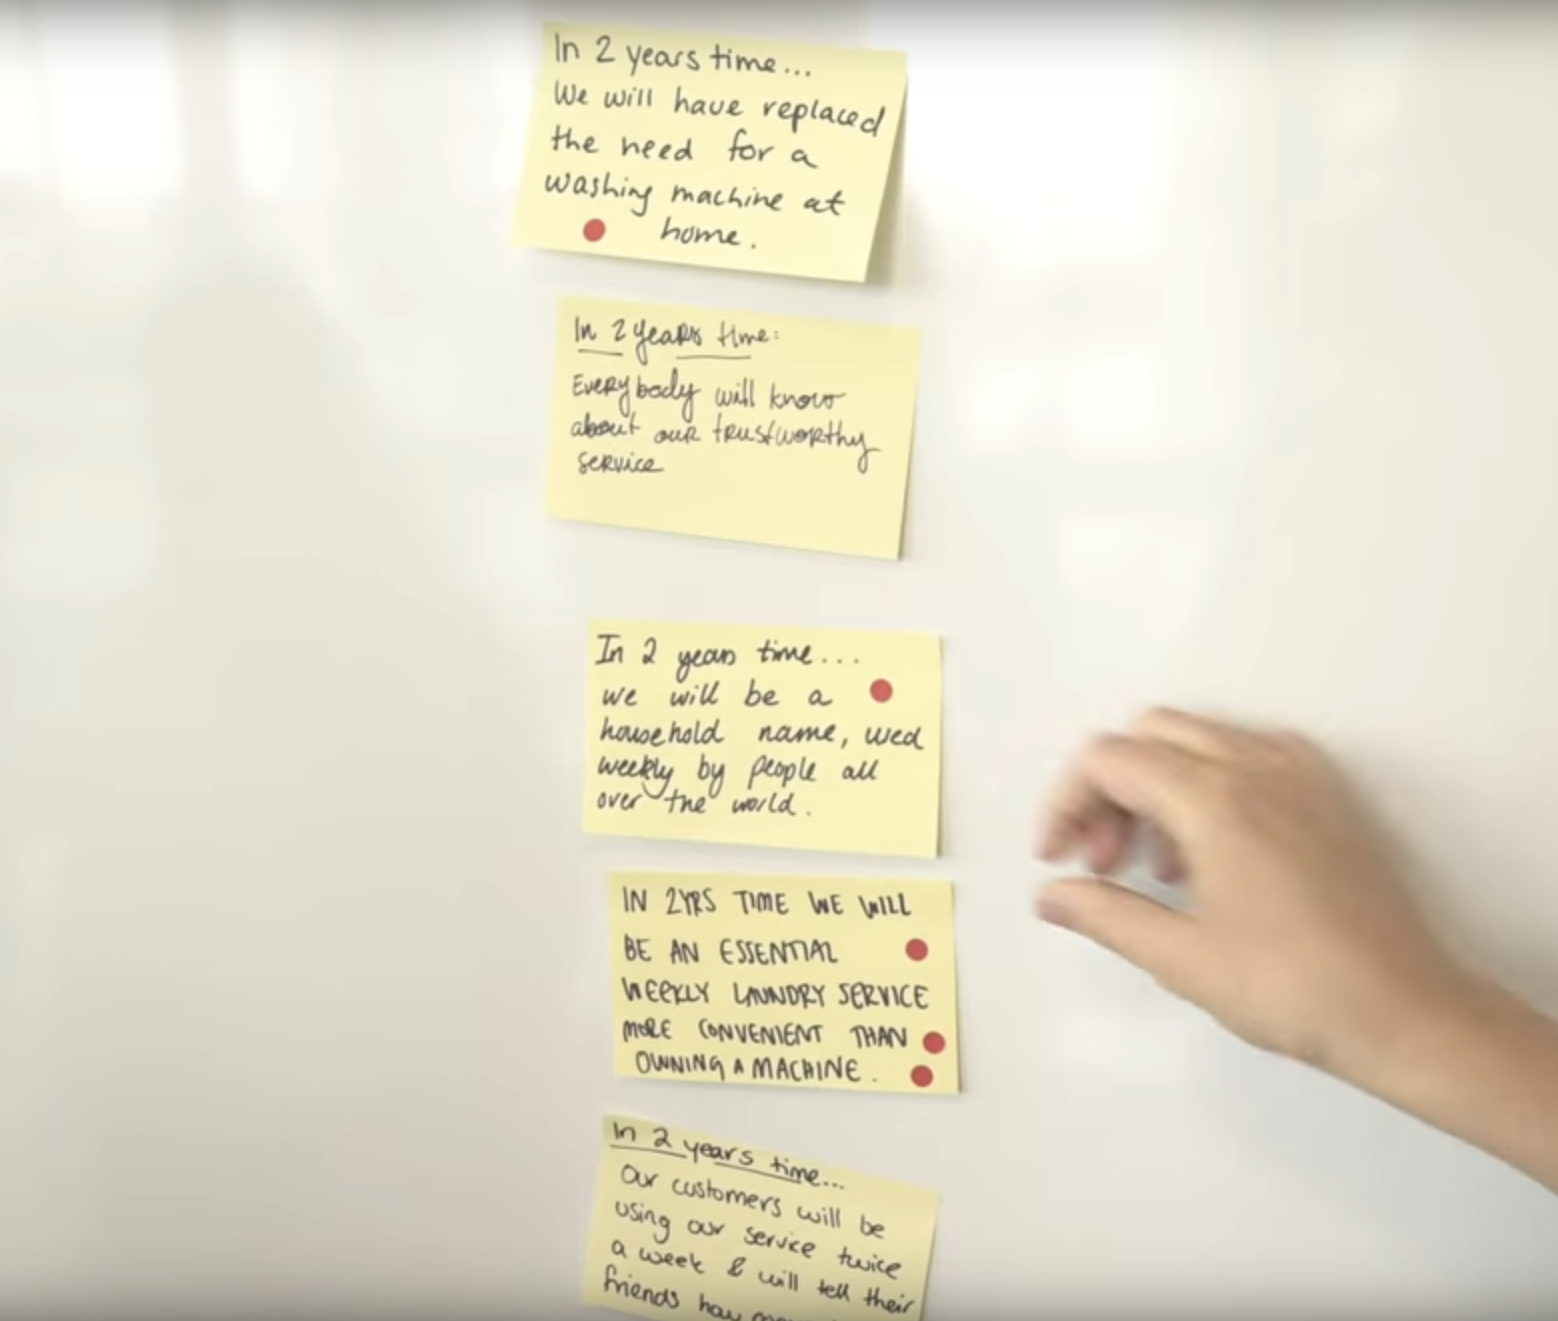 In 2 years time...
We will have replaced
the need for a
washing machine at
home.
In 2 years time:
Everybody will know
about our trustworthy
service
In 2 years time...
we will be a
household name, used
weekly by people all
over the world.
IN 2YRS TIME WE WILL
BE AN ESSENTIAL
WEEKLY LAUNDRY SERVICE
MORE CONVENIENT THAN
OWNING A MACHINE.
In 2 years time...
Our customers will be
using our service twice
a week & will tell their
friends how